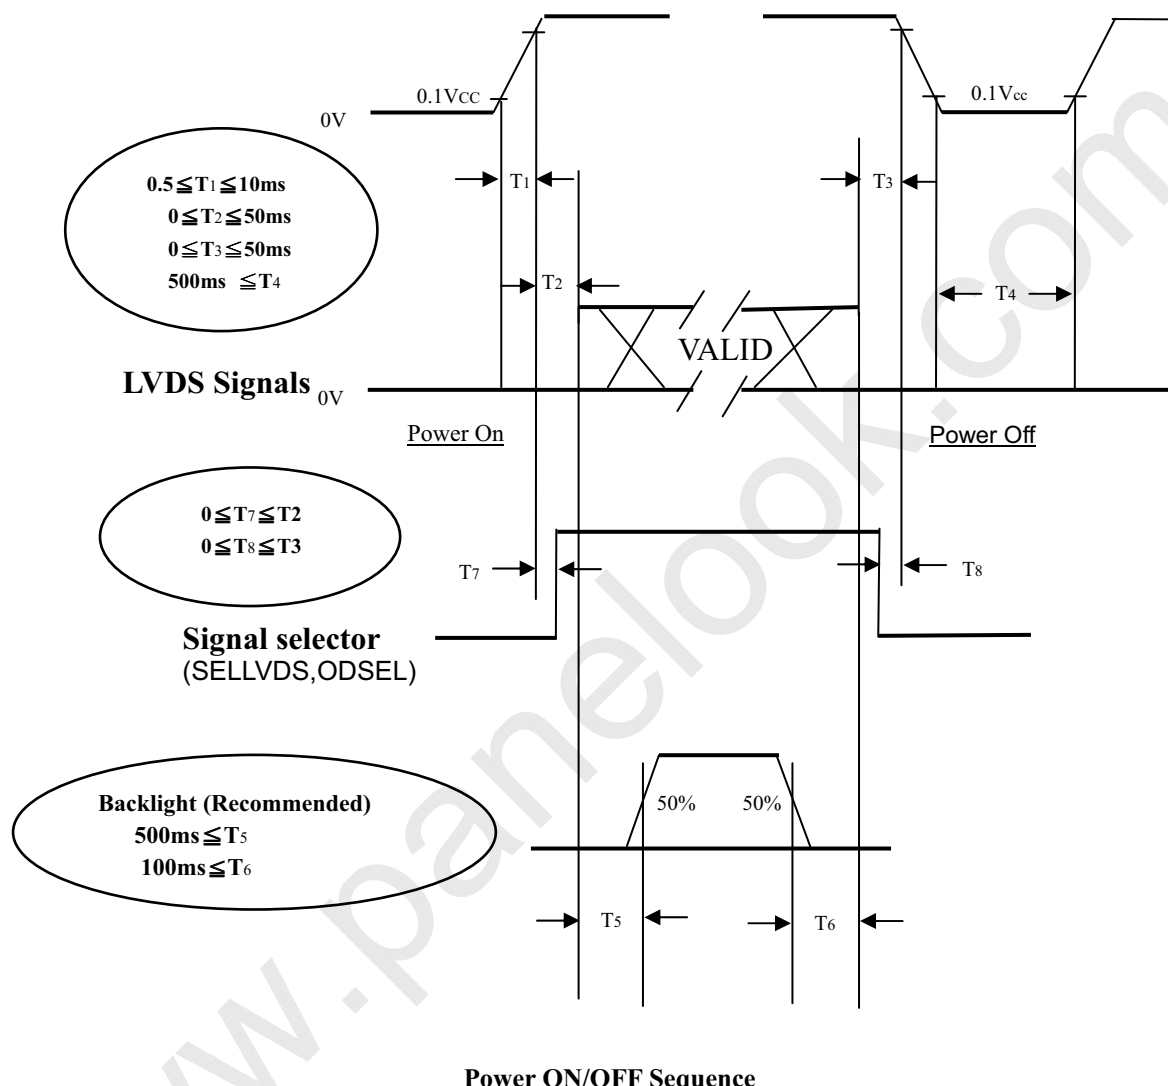 0.1VCC
0.1Vcc
0V
0.5≦T1≦10ms
0≦T2≦50ms
0≦T3≦50ms
500ms ≦T4
T1
T3
T2
T4
VALID
LVDS Signals
0V
Power On
Power Off
0≦T7≦T2
0≦T8≦T3
T7
T8
Signal selector
(SELLVDS,ODSEL)
Backlight (Recommended)
500ms≦T5
100ms≦T6
50%
50%
T5
T6
Power ON/OFF Sequence
w.panelook.com